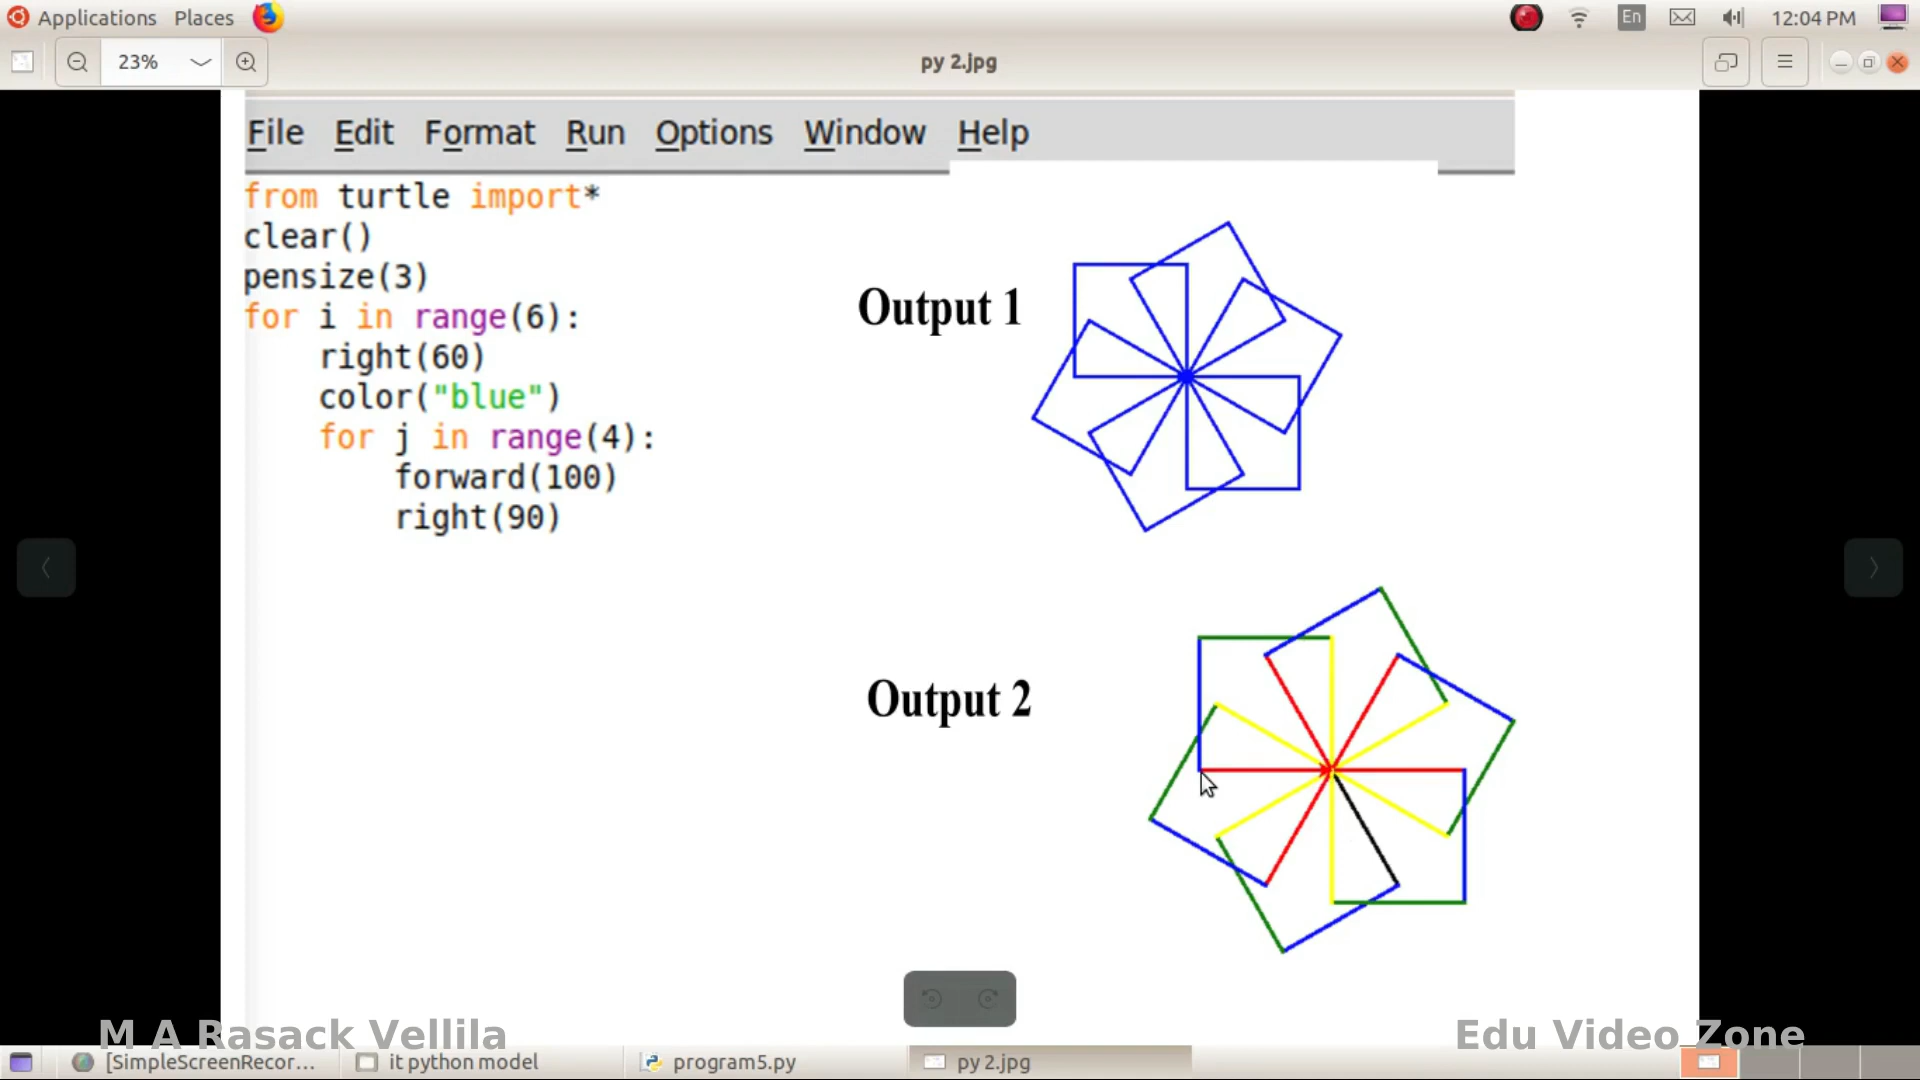 Applications Places En 12:04 PM
23% py 2.jpg
File Edit Format Run Options Window Help
from turtle import*
clear()
pensize(3)
for i in range(6):
    right(60)
    color("blue")
    for j in range(4):
        forward(100)
        right(90)
Output 1
Output 2
M A Rasack Vellila
Edu Video Zone
[SimpleScreenRecor... it python model program5.py py 2.jpg